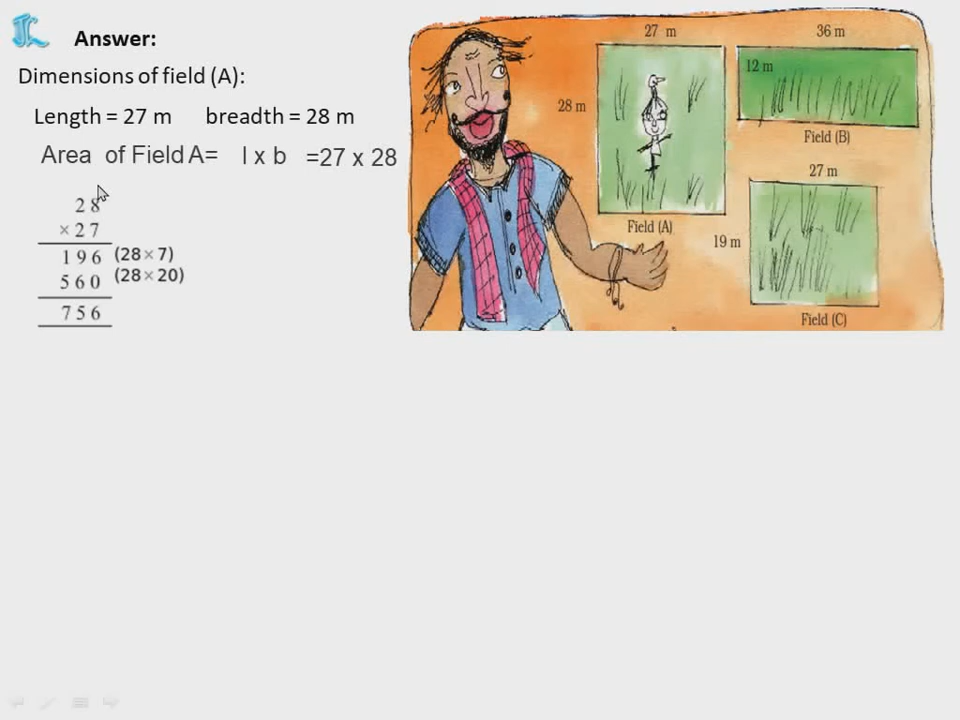 Answer:
Dimensions of field (A):
Length = 27 m breadth = 28 m
Area of Field A= l x b =27 x 28
28
×27
196 (28×7)
560 (28×20)
756
27 m
28 m
Field (A)
36 m
12 m
Field (B)
27 m
19 m
Field (C)